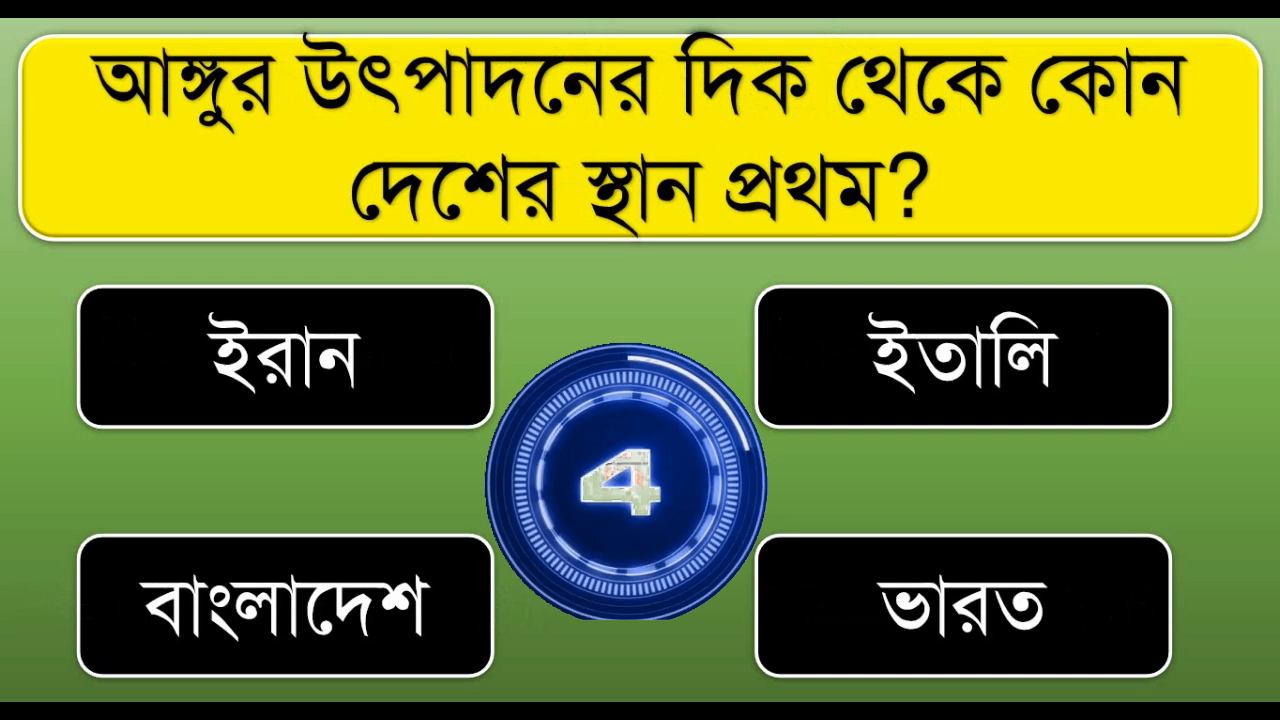 আঙ্গুর উৎপাদনের দিক থেকে কোন
দেশের স্থান প্রথম?
ইরান
ইতালি
4
বাংলাদেশ
ভারত